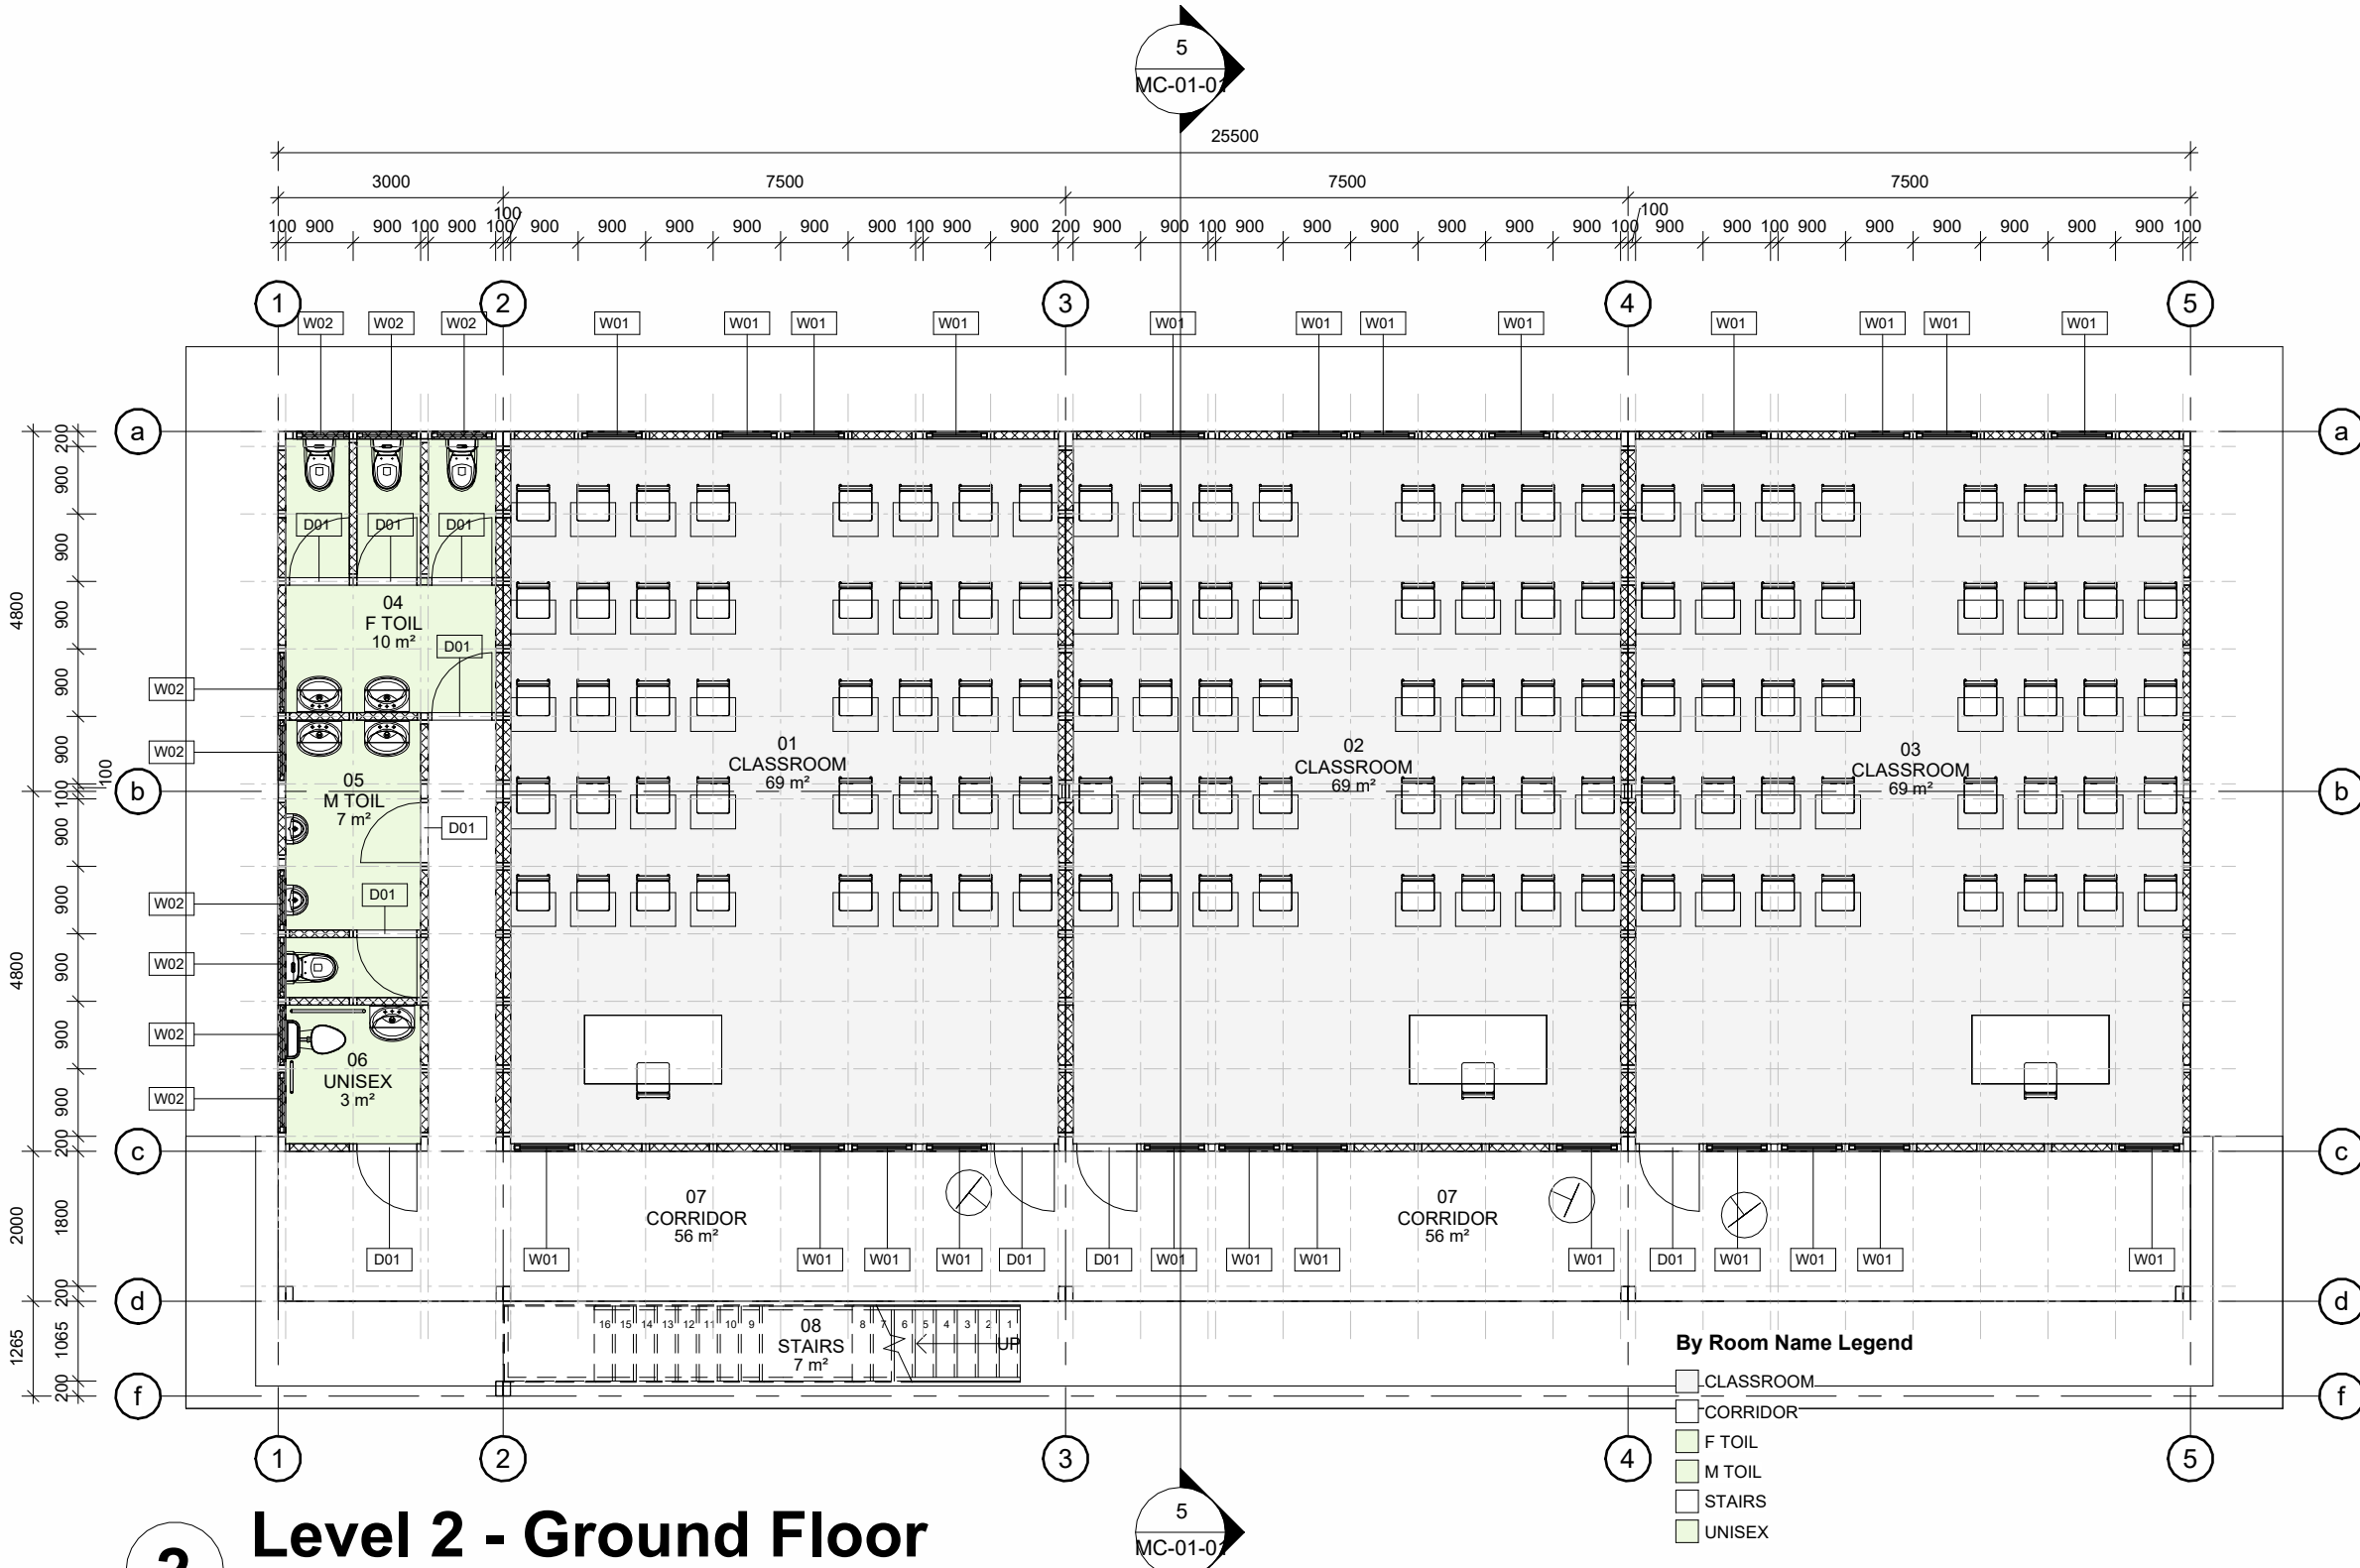 5
MC-01-01
25500
3000 7500 7500 7500
100 100
100 900 900 100 900 100 900 900 900 900 900 900 100 900 900 200 900 900 100 900 900 900 900 900 900 100 900 900 100 900 900 900 900 900 900 100
1 2 3 4 5
W02 W02 W02 W01 W01 W01 W01 W01 W01 W01 W01 W01 W01 W01 W01
a a
200
900
D01 D01 D01
900
4800
900
04
F TOIL
10 m²
D01
900
W02
01
CLASSROOM
69 m²
02
CLASSROOM
69 m²
03
CLASSROOM
69 m²
W02
900
100
05
M TOIL
7 m²
b b
100
900
D01
D01
900
W02
4800
900
W02
900
W02
06
UNISEX
3 m²
900
W02
200
c c
200
1800
2000
07
CORRIDOR
56 m²
07
CORRIDOR
56 m²
D01 W01 W01 W01 W01 D01 D01 W01 W01 W01 W01 D01 W01 W01 W01 W01
d d
200
1065
1265
16 15 14 13 12 11 10 9 8 7 6 5 4 3 2 1
08
STAIRS
7 m²
UP
200
f f
By Room Name Legend
CLASSROOM
CORRIDOR
F TOIL
M TOIL
STAIRS
UNISEX
1 2 3 4 5
2
Level 2 - Ground Floor
5
MC-01-01